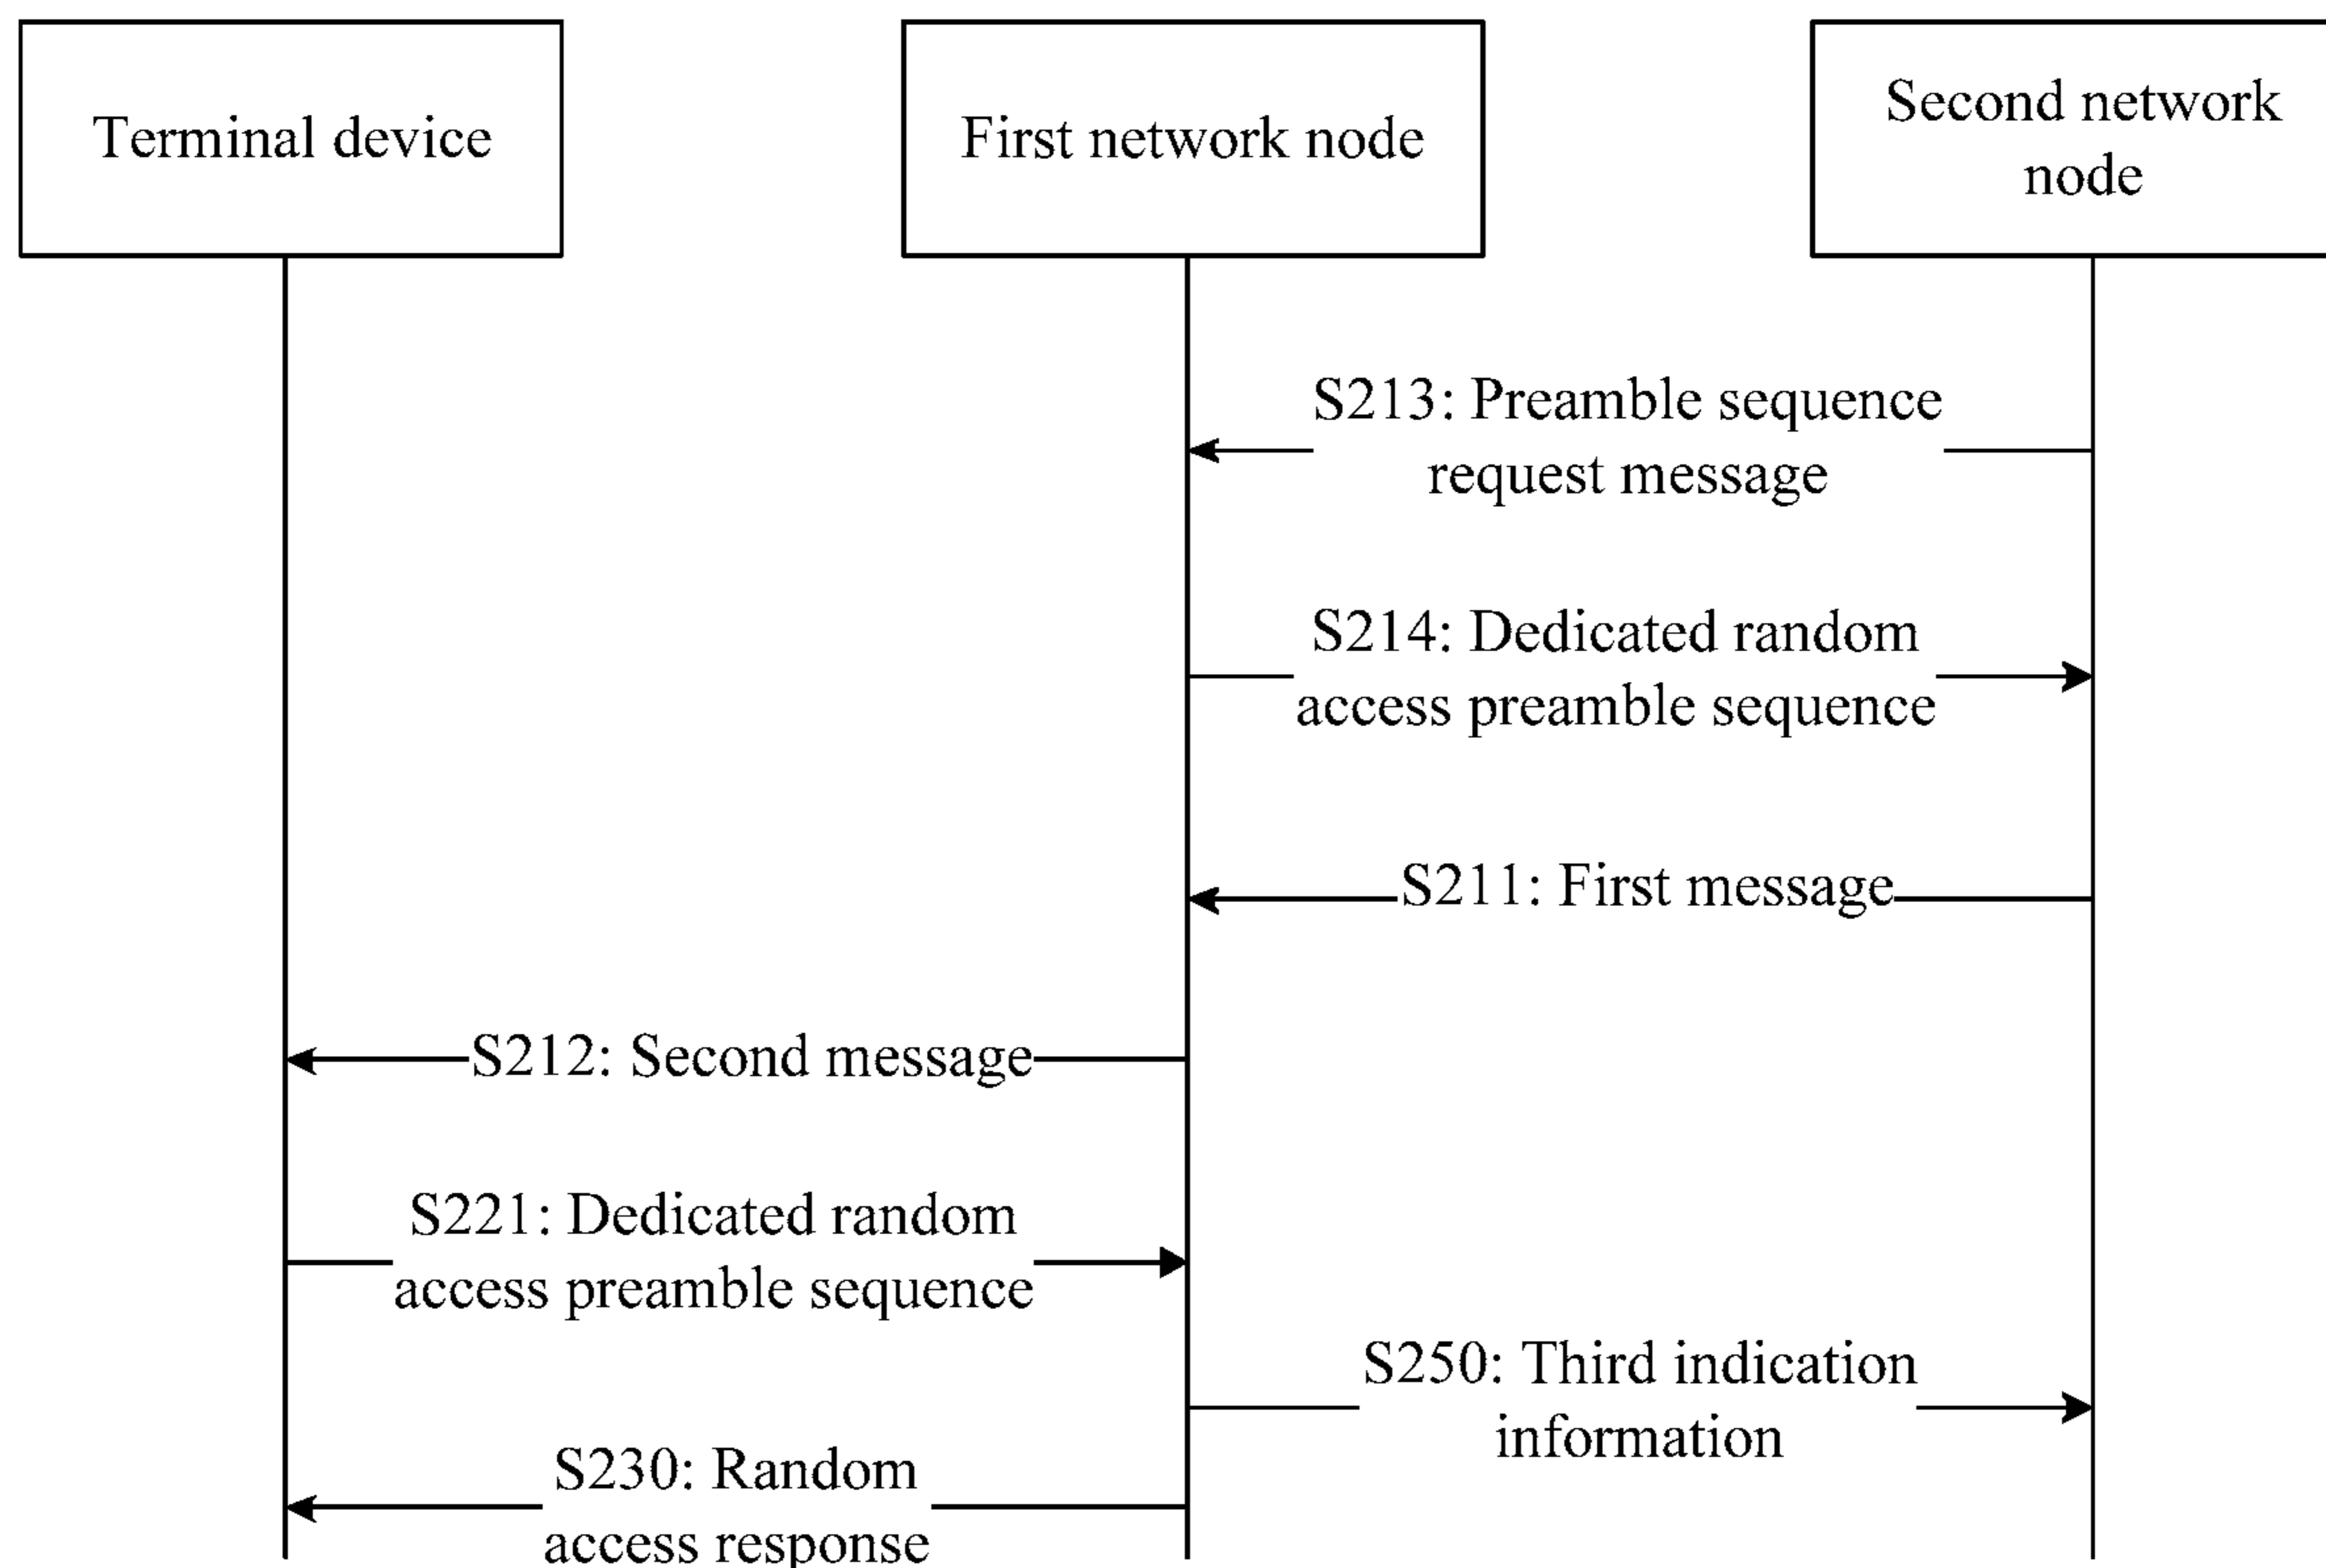 Terminal device
First network node
Second network
node
S213: Preamble sequence
request message
S214: Dedicated random
access preamble sequence
S211: First message
S212: Second message
S221: Dedicated random
access preamble sequence
S250: Third indication
information
S230: Random
access response